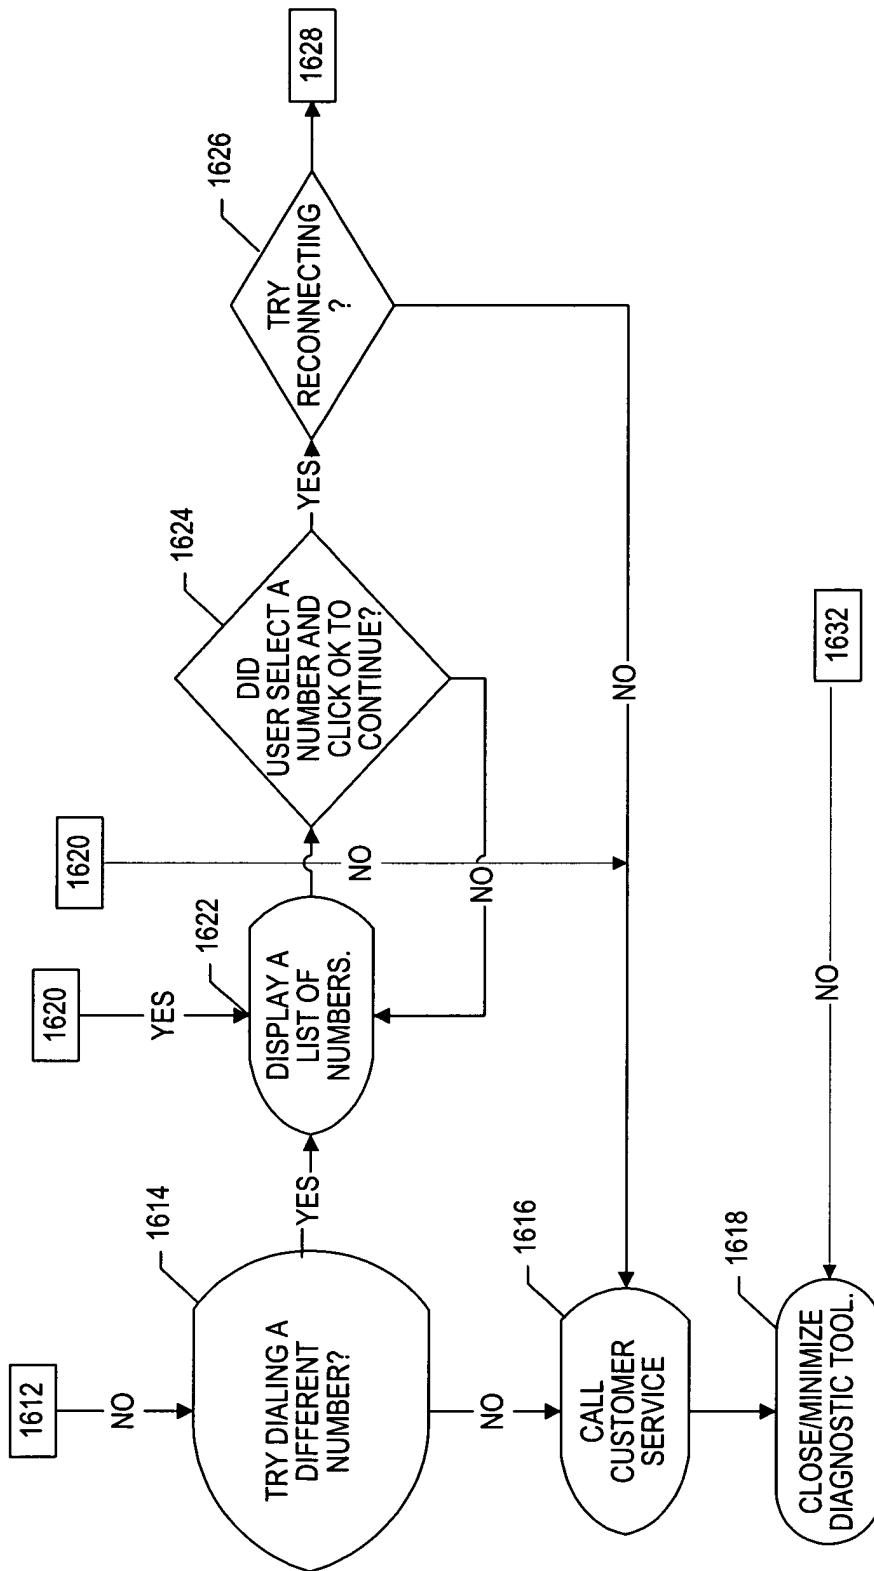 1612
NO
1614
TRY DIALING A
DIFFERENT
NUMBER?
YES
NO
1620
YES
1622
DISPLAY A
LIST OF
NUMBERS.
1620
NO
1624
DID
USER SELECT A
NUMBER AND
CLICK OK TO
CONTINUE?
NO
YES
1626
TRY
RECONNECTING
?
1628
NO
1616
CALL
CUSTOMER
SERVICE
1618
CLOSE/MINIMIZE
DIAGNOSTIC TOOL.
NO
1632